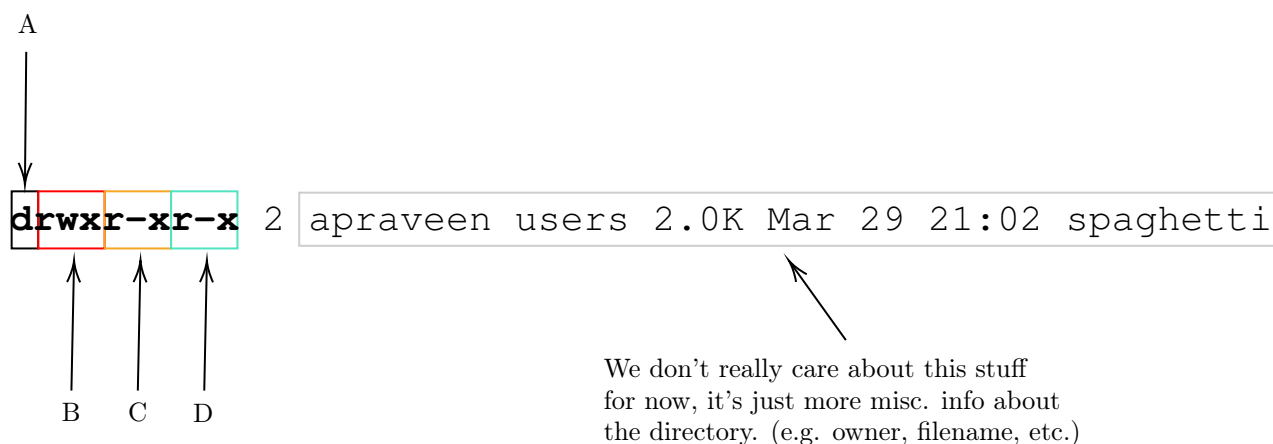 A
drwxr-xr-x 2 apraveen users 2.0K Mar 29 21:02 spaghetti
B C D
We don't really care about this stuff
for now, it's just more misc. info about
the directory. (e.g. owner, filename, etc.)